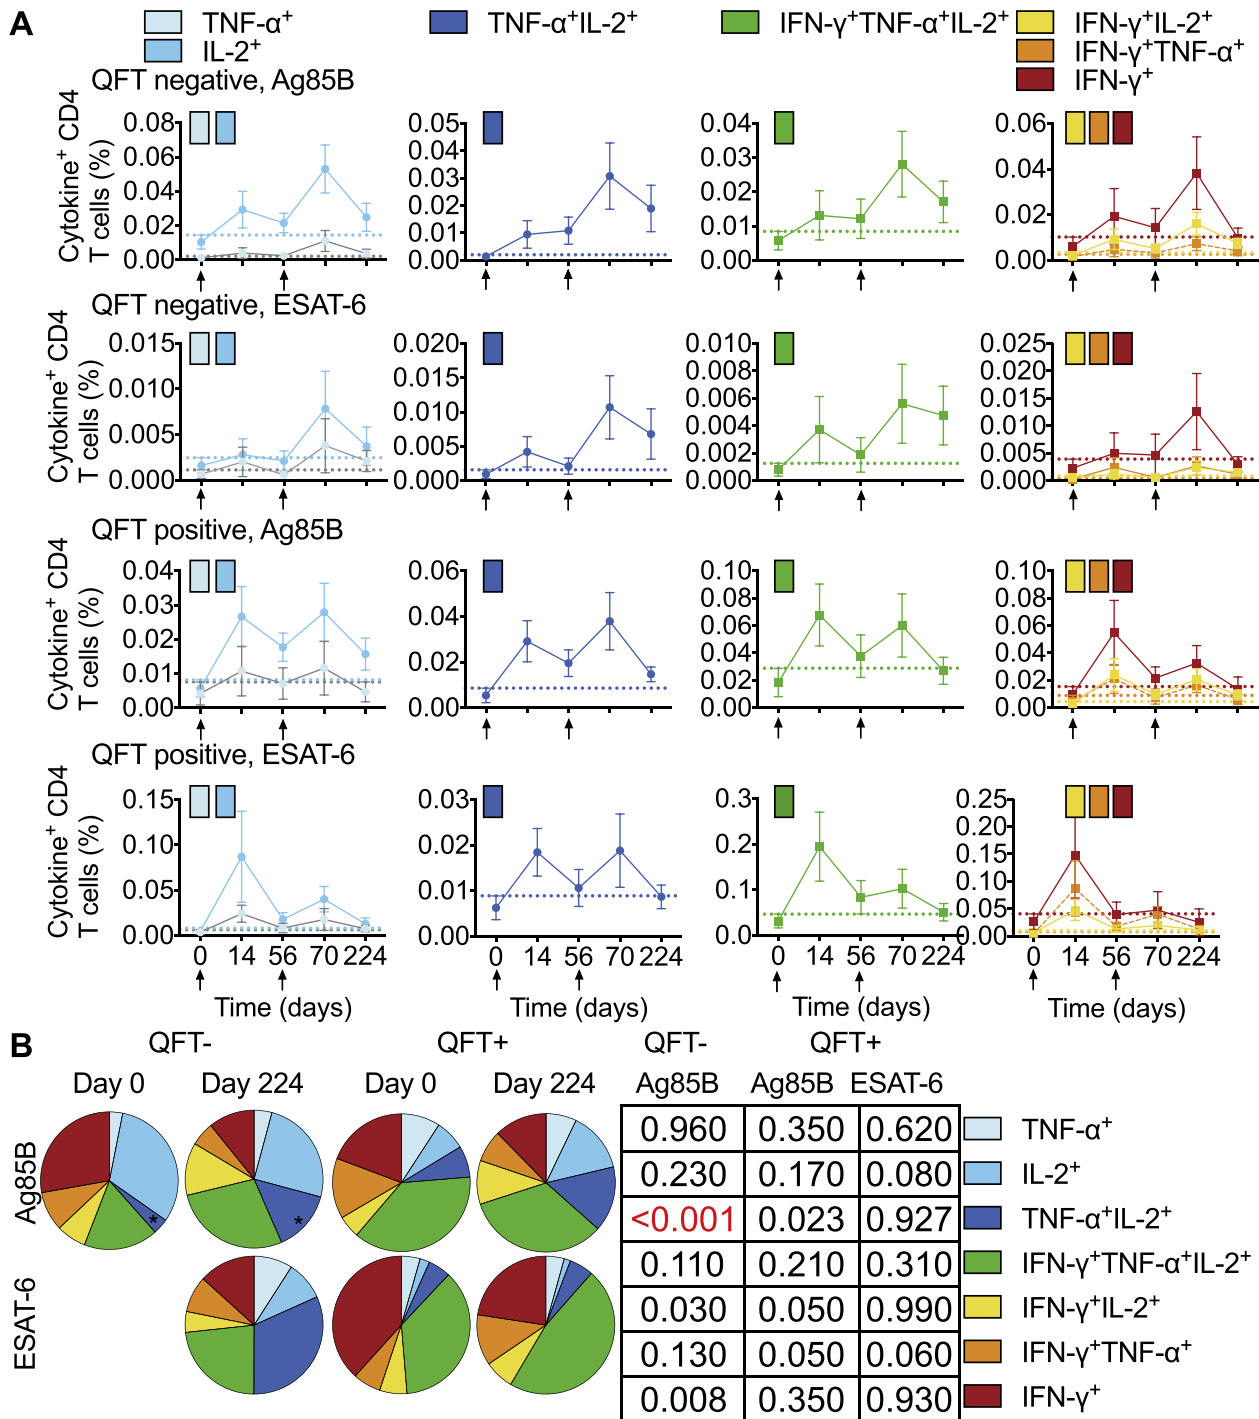 A
TNF-α⁺
IL-2⁺
TNF-α⁺IL-2⁺
IFN-γ⁺TNF-α⁺IL-2⁺
IFN-γ⁺IL-2⁺
IFN-γ⁺TNF-α⁺
IFN-γ⁺
QFT negative, Ag85B
Cytokine⁺ CD4
T cells (%)
0.08
0.06
0.04
0.02
0.00
0.05
0.04
0.03
0.02
0.01
0.00
0.04
0.03
0.02
0.01
0.00
0.06
0.04
0.02
0.00
QFT negative, ESAT-6
Cytokine⁺ CD4
T cells (%)
0.015
0.010
0.005
0.000
0.020
0.015
0.010
0.005
0.000
0.010
0.008
0.006
0.004
0.002
0.000
0.025
0.020
0.015
0.010
0.005
0.000
QFT positive, Ag85B
Cytokine⁺ CD4
T cells (%)
0.04
0.03
0.02
0.01
0.00
0.06
0.04
0.02
0.00
0.10
0.08
0.06
0.04
0.02
0.00
0.10
0.08
0.06
0.04
0.02
0.00
QFT positive, ESAT-6
Cytokine⁺ CD4
T cells (%)
0.15
0.10
0.05
0.00
0.03
0.02
0.01
0.00
0.3
0.2
0.1
0.0
0.25
0.20
0.15
0.10
0.05
0.00
0 14 56 70 224
0 14 56 70 224
0 14 56 70 224
0 14 56 70 224
Time (days)
Time (days)
Time (days)
Time (days)
B
QFT-
QFT+
QFT-
QFT+
Day 0
Day 224
Day 0
Day 224
Ag85B
Ag85B
ESAT-6
Ag85B
*
*
ESAT-6
0.960 0.350 0.620 TNF-α⁺
0.230 0.170 0.080 IL-2⁺
<0.001 0.023 0.927 TNF-α⁺IL-2⁺
0.110 0.210 0.310 IFN-γ⁺TNF-α⁺IL-2⁺
0.030 0.050 0.990 IFN-γ⁺IL-2⁺
0.130 0.050 0.060 IFN-γ⁺TNF-α⁺
0.008 0.350 0.930 IFN-γ⁺